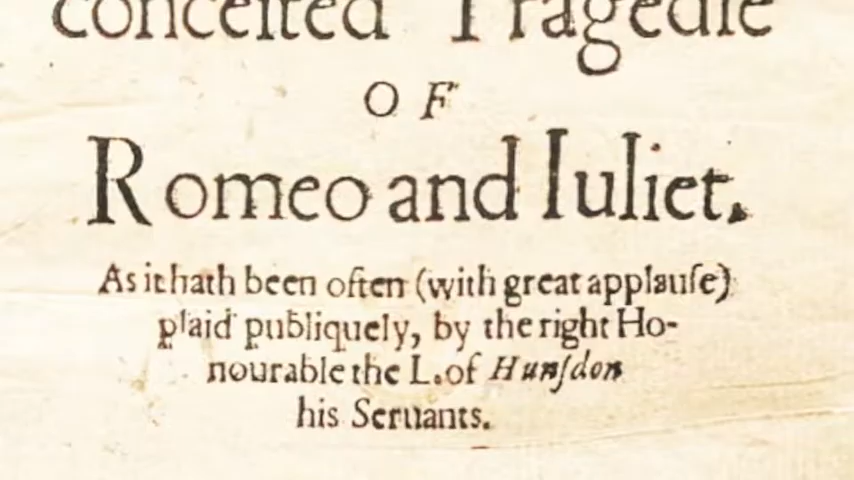 conceited Tragedie
OF
Romeo and Iuliet.
As it hath been often (with great applauſe)
plaid publiquely, by the right Ho-
nourable the L. of Hunſdon
his Seruants.